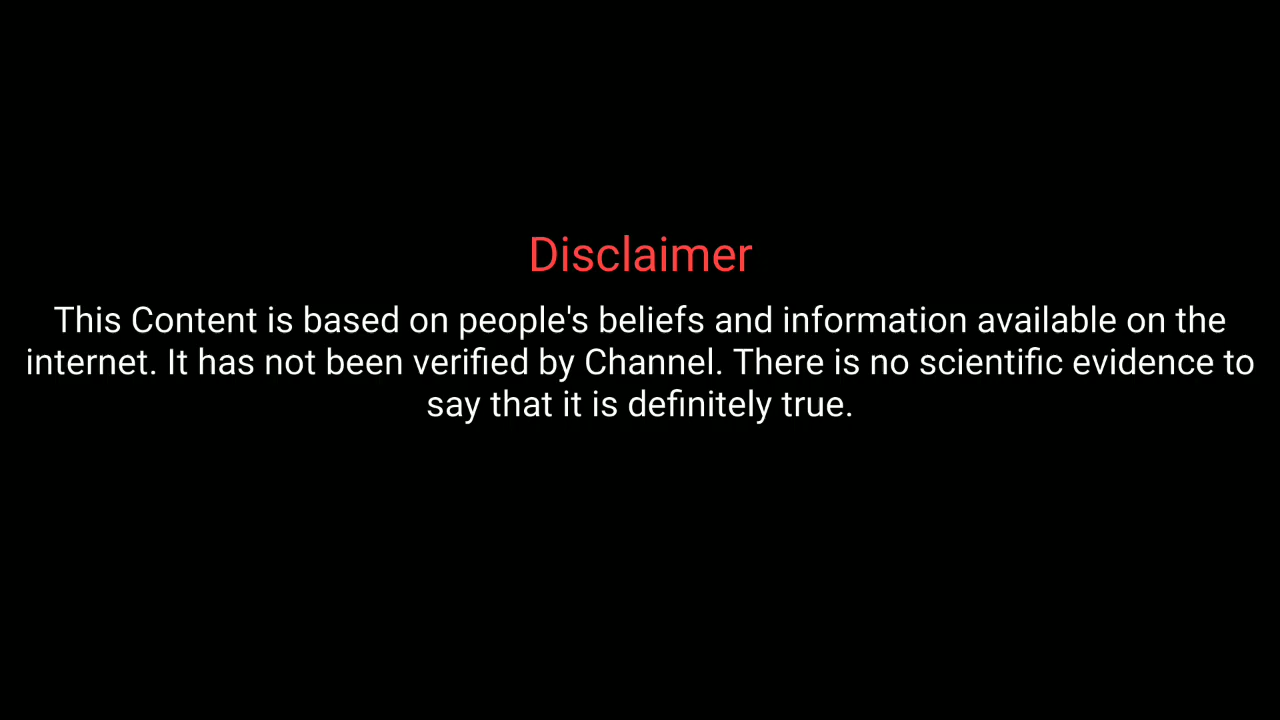 Disclaimer
This Content is based on people's beliefs and information available on the
internet. It has not been verified by Channel. There is no scientific evidence to
say that it is definitely true.